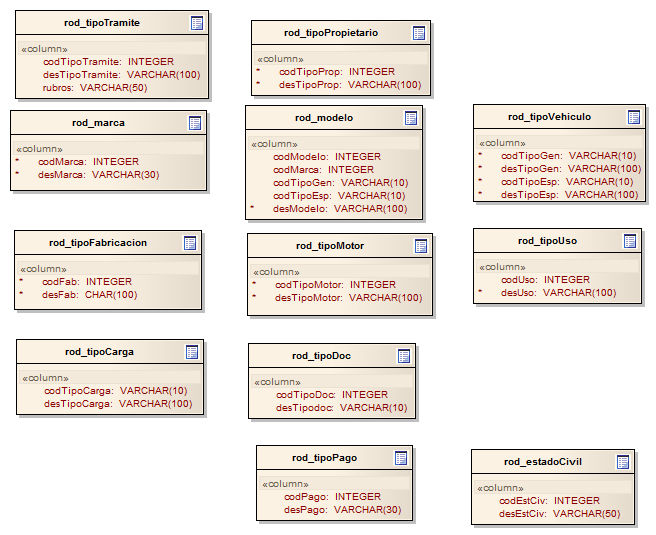 rod_tipoTramite
«column»
codTipoTramite: INTEGER
desTipoTramite: VARCHAR(100)
rubros: VARCHAR(50)
rod_tipoPropietario
«column»
* codTipoProp: INTEGER
* desTipoProp: VARCHAR(100)
rod_marca
«column»
* codMarca: INTEGER
* desMarca: VARCHAR(30)
rod_modelo
«column»
codModelo: INTEGER
codMarca: INTEGER
codTipoGen: VARCHAR(10)
codTipoEsp: VARCHAR(10)
* desModelo: VARCHAR(100)
rod_tipoVehiculo
«column»
* codTipoGen: VARCHAR(10)
* desTipoGen: VARCHAR(100)
* codTipoEsp: VARCHAR(10)
* desTipoEsp: VARCHAR(100)
rod_tipoFabricacion
«column»
* codFab: INTEGER
* desFab: CHAR(100)
rod_tipoMotor
«column»
* codTipoMotor: INTEGER
* desTipoMotor: VARCHAR(100)
rod_tipoUso
«column»
codUso: INTEGER
* desUso: VARCHAR(100)
rod_tipoCarga
«column»
codTipoCarga: VARCHAR(10)
desTipoCarga: VARCHAR(100)
rod_tipoDoc
«column»
codTipoDoc: INTEGER
desTipodoc: VARCHAR(10)
rod_tipoPago
«column»
codPago: INTEGER
desPago: VARCHAR(30)
rod_estadoCivil
«column»
codEstCiv: INTEGER
desEstCiv: VARCHAR(50)